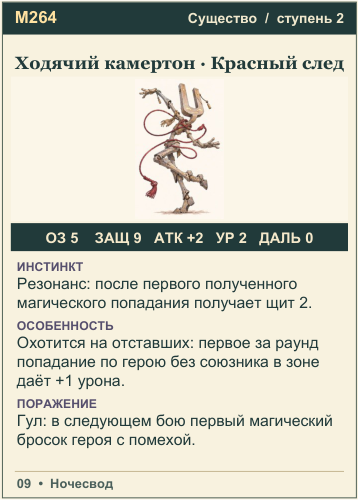 M264
Существо / ступень 2
Ходячий камертон · Красный след
ОЗ 5 ЗАЩ 9 АТК +2 УР 2 ДАЛЬ 0
ИНСТИНКТ
Резонанс: после первого полученного
магического попадания получает щит 2.
ОСОБЕННОСТЬ
Охотится на отставших: первое за раунд
попадание по герою без союзника в зоне
даёт +1 урона.
ПОРАЖЕНИЕ
Гул: в следующем бою первый магический
бросок героя с помехой.
09 • Ночесвод